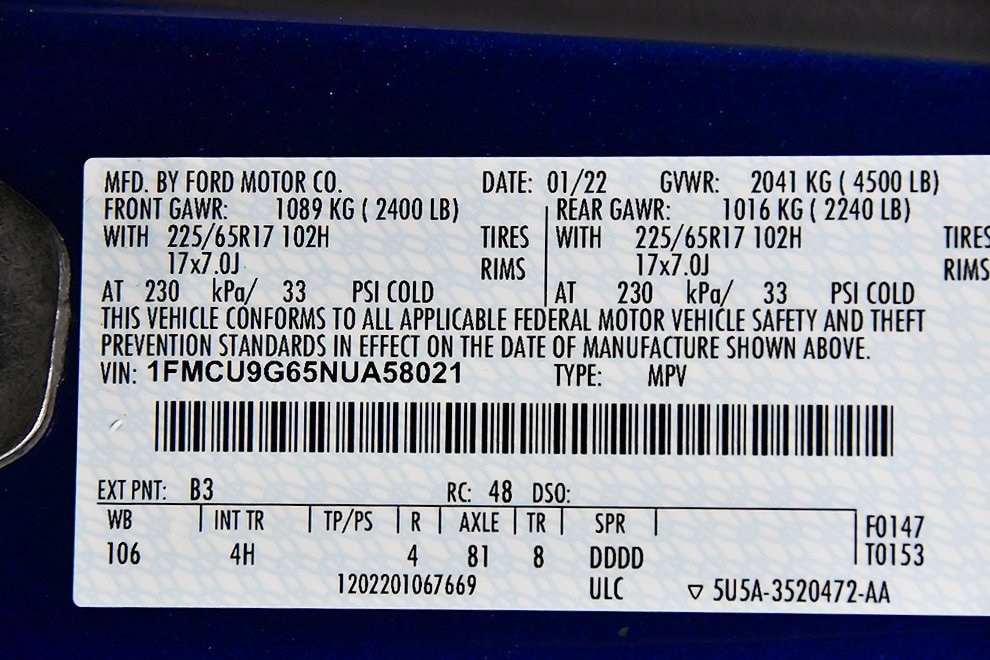 MFD. BY FORD MOTOR CO. DATE: 01/22 GVWR: 2041 KG ( 4500 LB)
FRONT GAWR: 1089 KG ( 2400 LB) REAR GAWR: 1016 KG ( 2240 LB)
WITH 225/65R17 102H TIRES WITH 225/65R17 102H TIRES
17x7.0J RIMS 17x7.0J RIMS
AT 230 kPa/ 33 PSI COLD AT 230 kPa/ 33 PSI COLD
THIS VEHICLE CONFORMS TO ALL APPLICABLE FEDERAL MOTOR VEHICLE SAFETY AND THEFT
PREVENTION STANDARDS IN EFFECT ON THE DATE OF MANUFACTURE SHOWN ABOVE.
VIN: 1FMCU9G65NUA58021 TYPE: MPV
EXT PNT: B3 RC: 48 DSO:
WB INT TR TP/PS R AXLE TR SPR F0147
106 4H 4 81 8 DDDD T0153
1202201067669 ULC ▽ 5U5A-3520472-AA